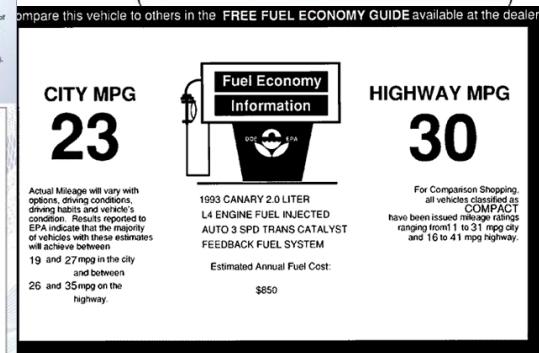 ompare this vehicle to others in the FREE FUEL ECONOMY GUIDE available at the dealer
CITY MPG
23
Fuel Economy
Information
DOE EPA
HIGHWAY MPG
30
Actual Mileage will vary with
options, driving conditions,
driving habits and vehicle's
condition. Results reported to
EPA indicate that the majority
of vehicles with these estimates
will achieve between
19 and 27 mpg in the city
and between
26 and 35 mpg on the
highway.
1993 CANARY 2.0 LITER
L4 ENGINE FUEL INJECTED
AUTO 3 SPD TRANS CATALYST
FEEDBACK FUEL SYSTEM
Estimated Annual Fuel Cost:
$850
For Comparison Shopping,
all vehicles classified as
COMPACT
have been issued mileage ratings
ranging from 11 to 31 mpg city
and 16 to 41 mpg highway.